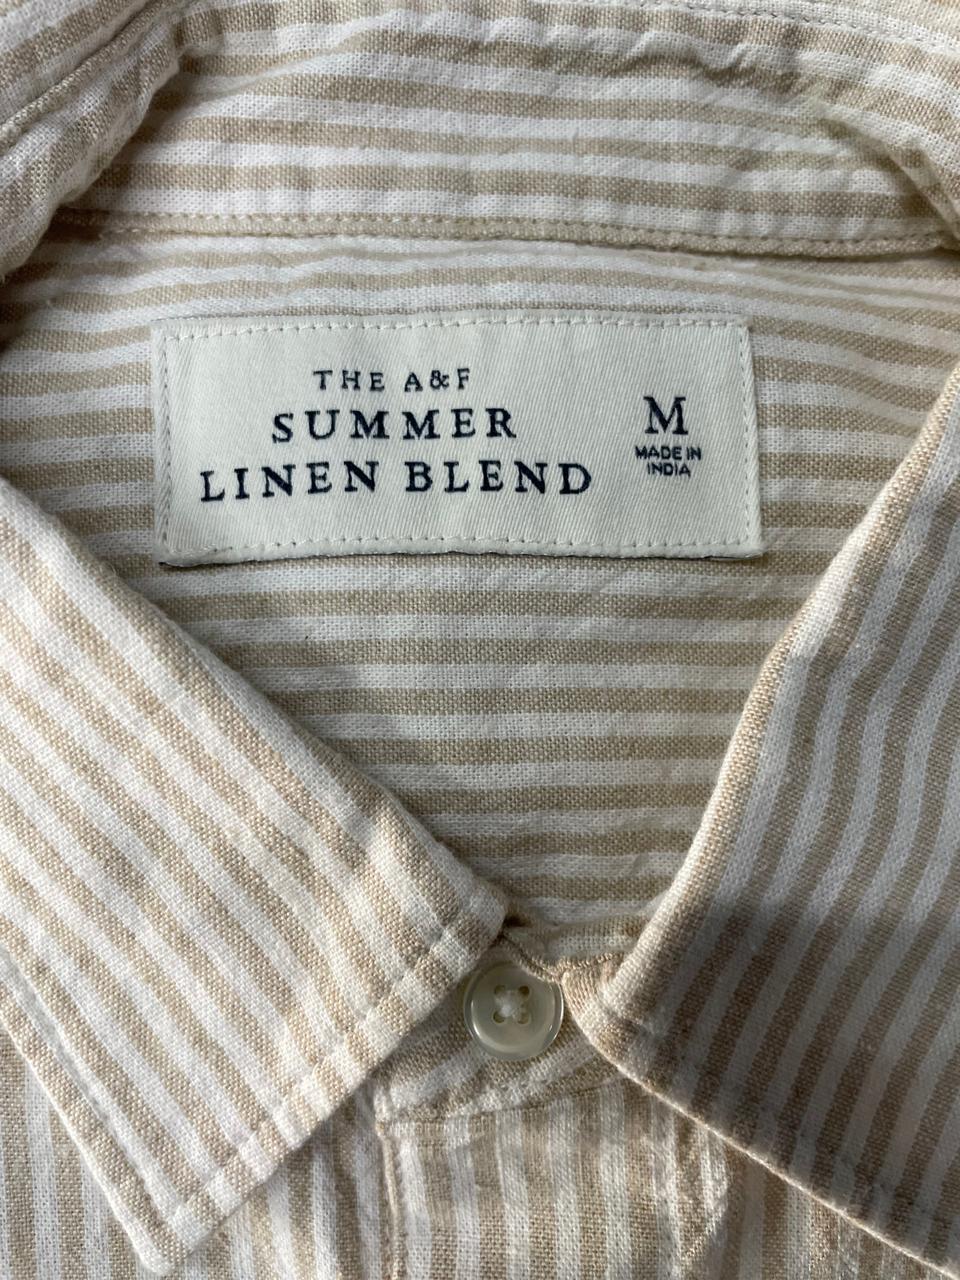 THE A&F
SUMMER
LINEN BLEND
M
MADE IN
INDIA